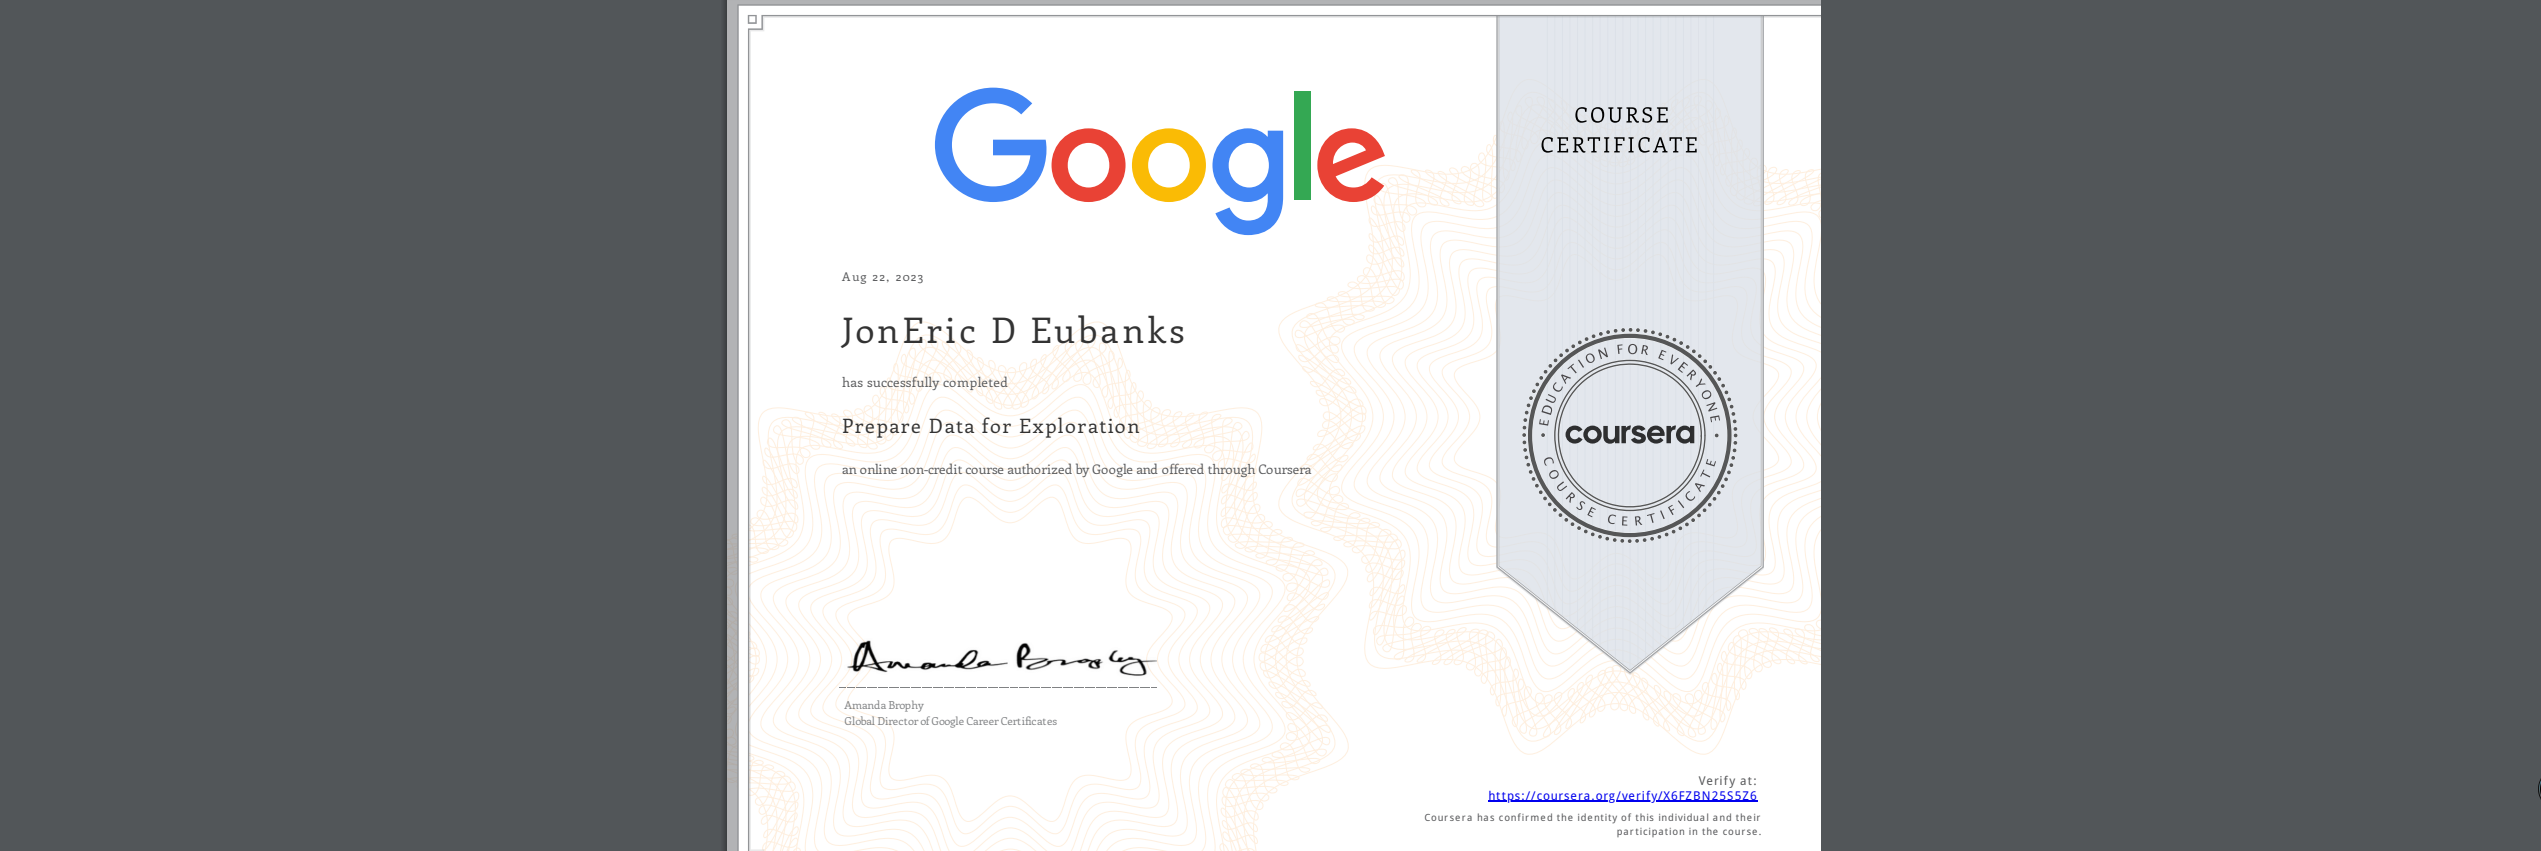 Google
COURSE
CERTIFICATE
Aug 22, 2023
JonEric D Eubanks
has successfully completed
Prepare Data for Exploration
an online non-credit course authorized by Google and offered through Coursera
EDUCATION FOR EVERYONE
coursera
COURSE CERTIFICATE
Amanda Brophy
Amanda Brophy
Global Director of Google Career Certificates
Verify at:
https://coursera.org/verify/X6FZBN25S5Z6
Coursera has confirmed the identity of this individual and their
participation in the course.